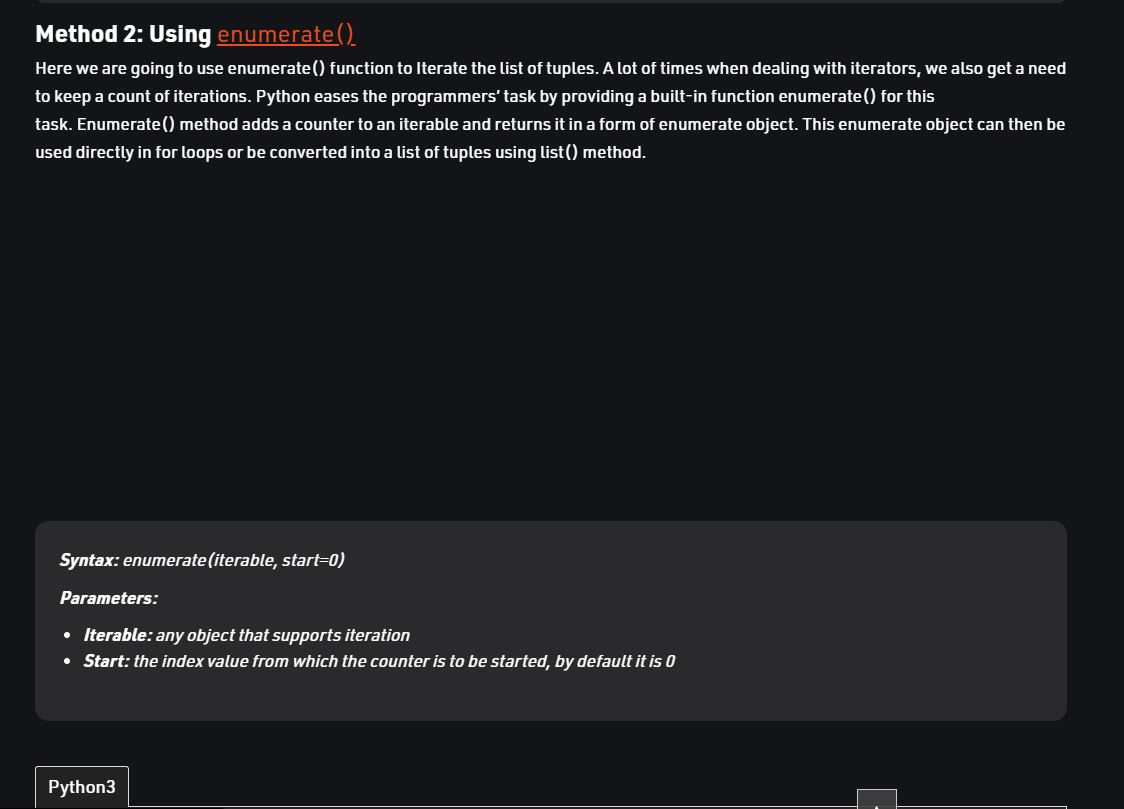 Method 2: Using enumerate()
Here we are going to use enumerate() function to Iterate the list of tuples. A lot of times when dealing with iterators, we also get a need
to keep a count of iterations. Python eases the programmers’ task by providing a built-in function enumerate() for this
task. Enumerate() method adds a counter to an iterable and returns it in a form of enumerate object. This enumerate object can then be
used directly in for loops or be converted into a list of tuples using list() method.
Syntax: enumerate(iterable, start=0)
Parameters:
• Iterable: any object that supports iteration
• Start: the index value from which the counter is to be started, by default it is 0
Python3